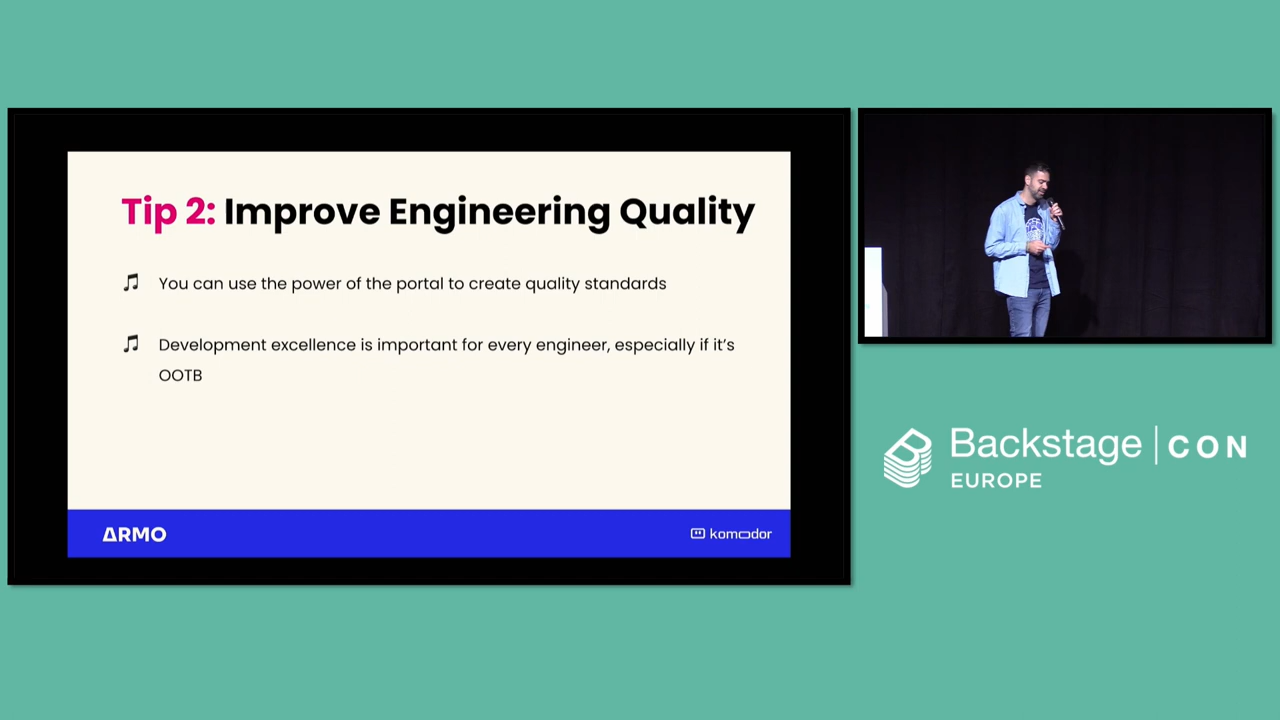 Tip 2: Improve Engineering Quality
You can use the power of the portal to create quality standards
Development excellence is important for every engineer, especially if it’s
OOTB
ARMO
komodor
Backstage | CON
EUROPE